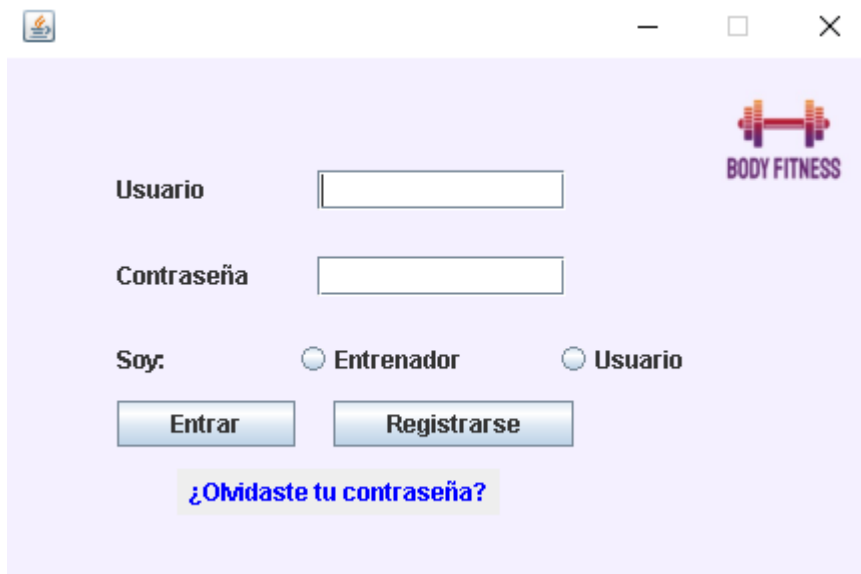 BODY FITNESS
Usuario
Contraseña
Soy: Entrenador Usuario
Entrar Registrarse
¿Olvidaste tu contraseña?